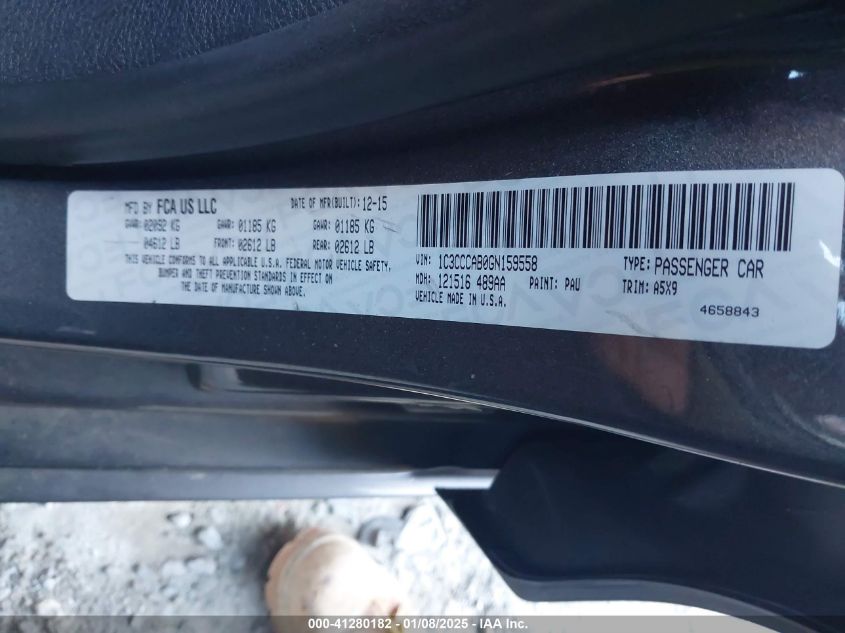 MFD BY FCA US LLC
DATE OF MFR(BUILT): 12-15
GVWR: 02092 KG GAWR: 01185 KG GAWR: 01185 KG
04612 LB FRONT: 02612 LB REAR: 02612 LB
THIS VEHICLE CONFORMS TO ALL APPLICABLE U.S.A. FEDERAL MOTOR VEHICLE SAFETY,
BUMPER AND THEFT PREVENTION STANDARDS IN EFFECT ON THE
DATE OF MANUFACTURE SHOWN ABOVE.
VIN: 1C3CCCAB0GN159558 TYPE: PASSENGER CAR
MDH: 121516 489AA PAINT: PAU TRIM: A5X9
VEHICLE MADE IN U.S.A.
4658843
000-41280182 - 01/08/2025 - IAA Inc.